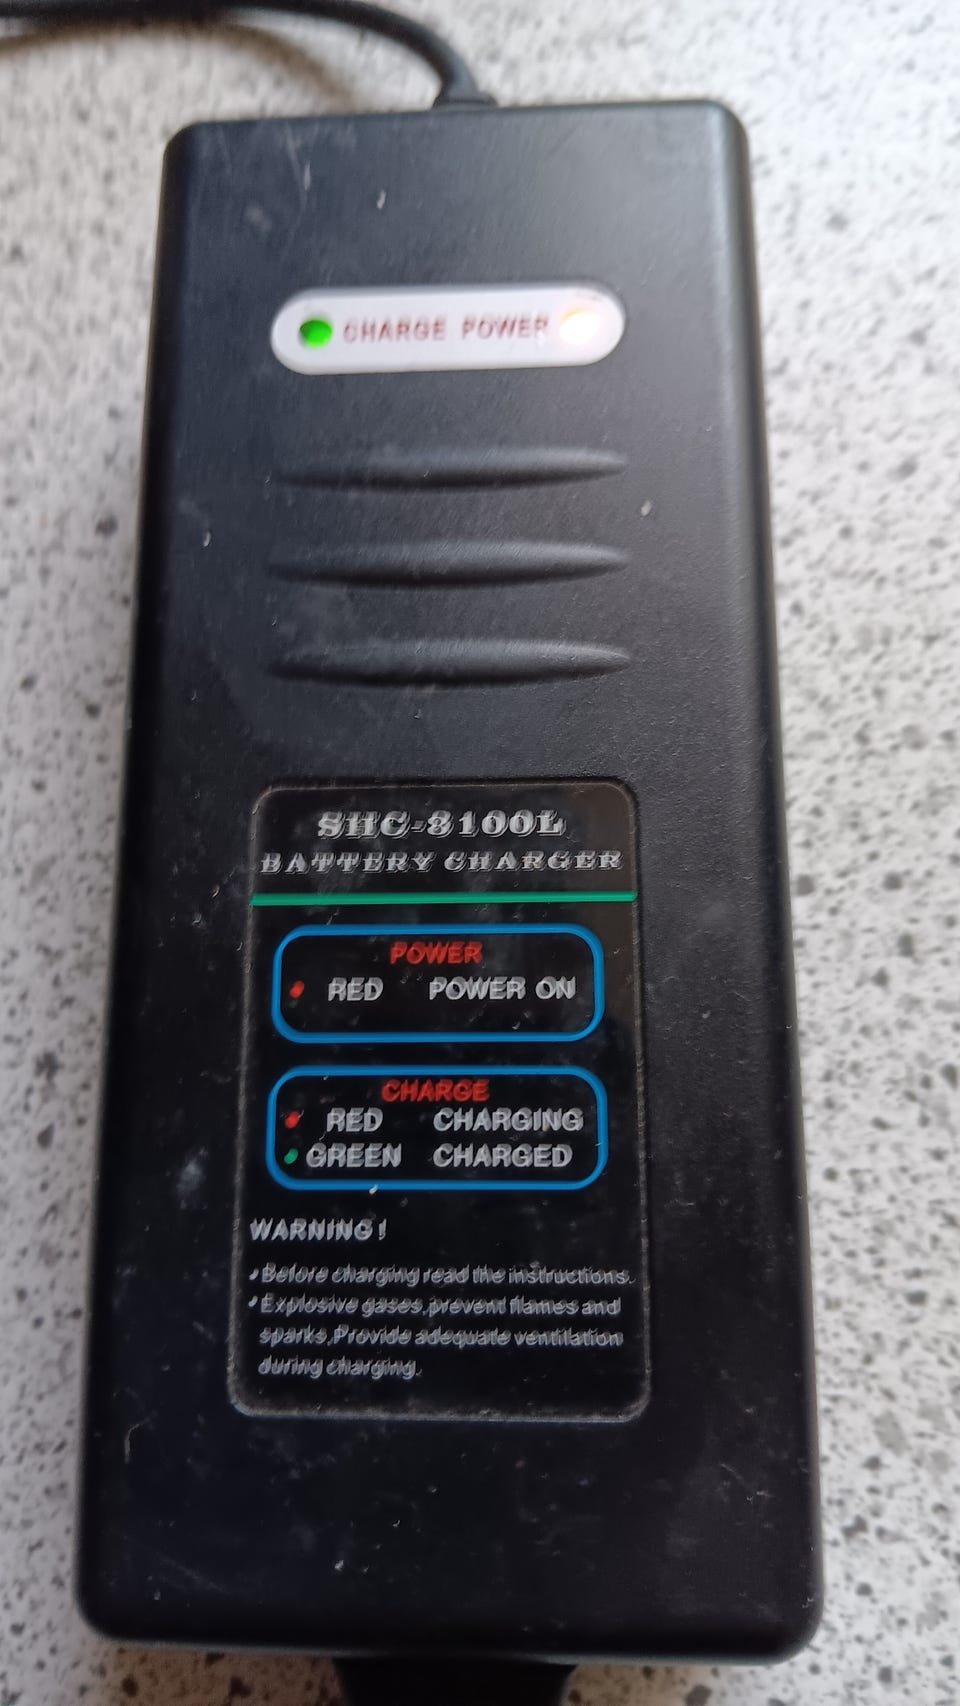 CHARGE POWER
SHC-8100L
BATTERY CHARGER
POWER
RED POWER ON
CHARGE
RED CHARGING
GREEN CHARGED
WARNING!
•Before charging read the instructions.
•Explosive gases,prevent flames and
sparks,Provide adequate ventilation
during charging.